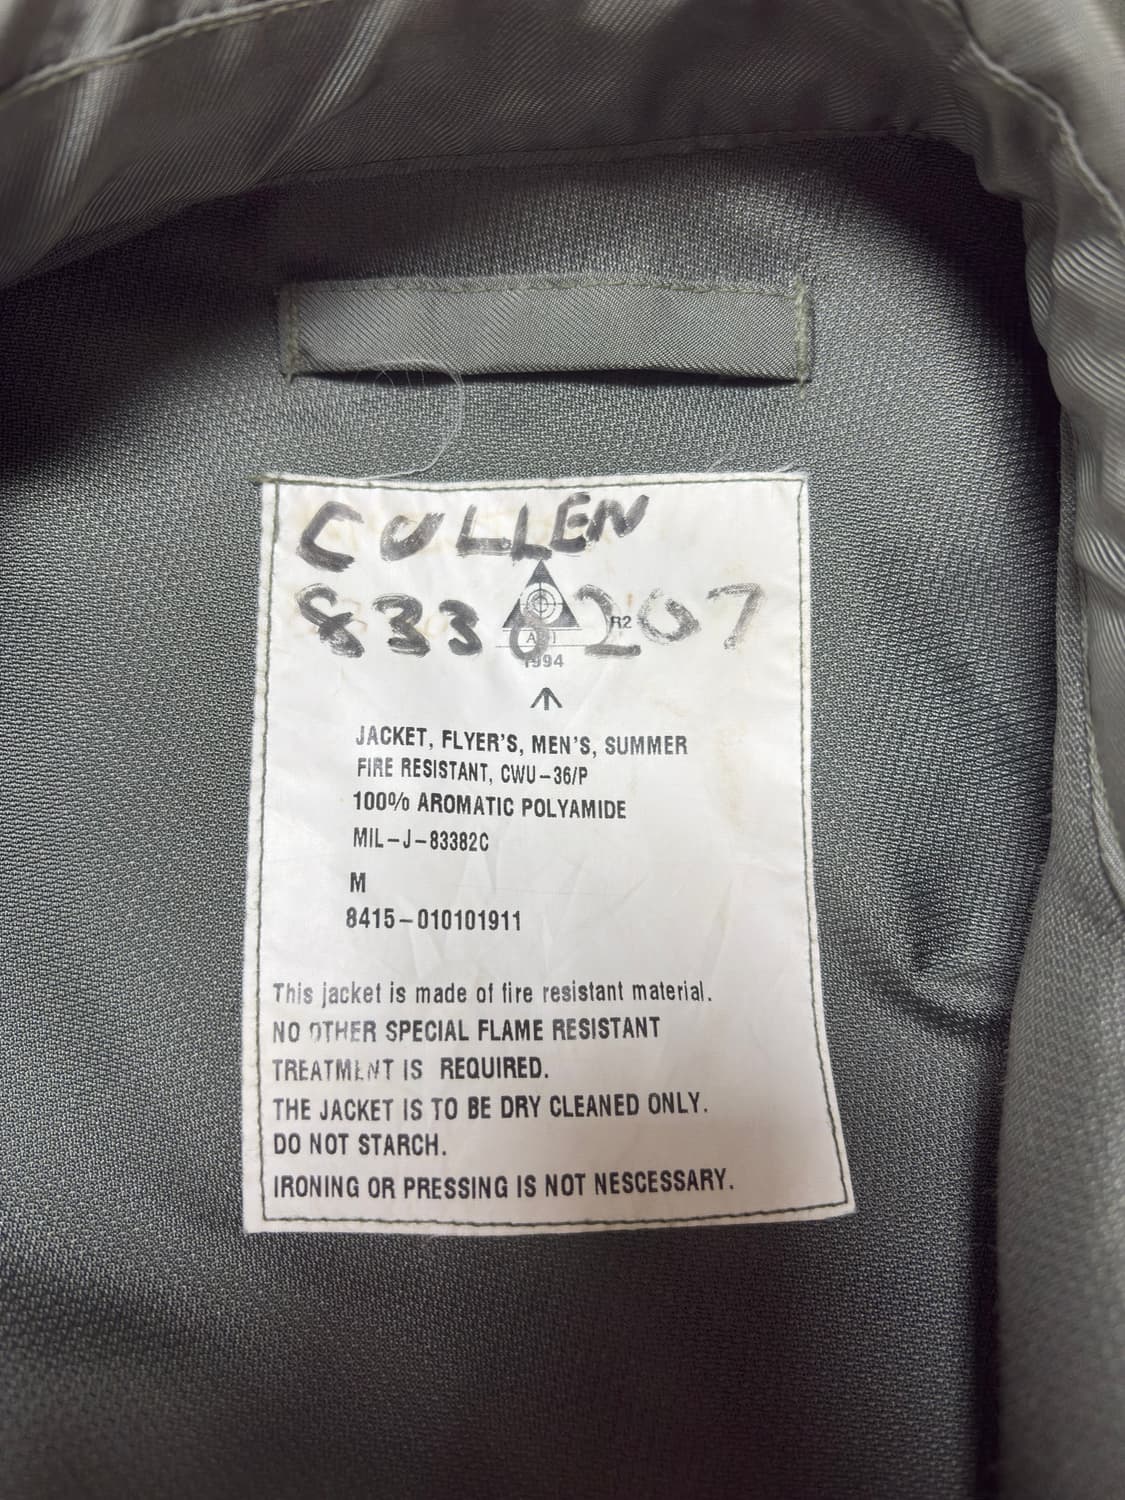 CULLEN
8338207
R2
1994
JACKET, FLYER'S, MEN'S, SUMMER
FIRE RESISTANT, CWU-36/P
100% AROMATIC POLYAMIDE
MIL-J-83382C
M
8415-010101911
This jacket is made of fire resistant material.
NO OTHER SPECIAL FLAME RESISTANT
TREATMENT IS REQUIRED.
THE JACKET IS TO BE DRY CLEANED ONLY.
DO NOT STARCH.
IRONING OR PRESSING IS NOT NESCESSARY.